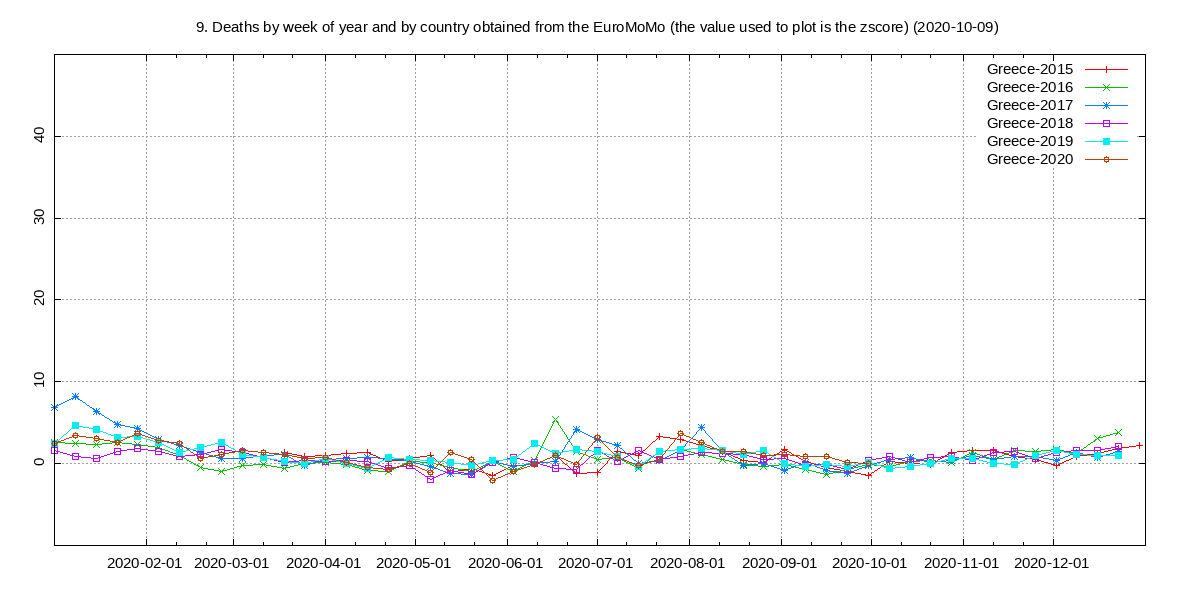 9. Deaths by week of year and by country obtained from the EuroMoMo (the value used to plot is the zscore) (2020-10-09)
Greece-2015
Greece-2016
Greece-2017
Greece-2018
Greece-2019
Greece-2020
40
30
20
10
0
2020-02-01 2020-03-01 2020-04-01 2020-05-01 2020-06-01 2020-07-01 2020-08-01 2020-09-01 2020-10-01 2020-11-01 2020-12-01